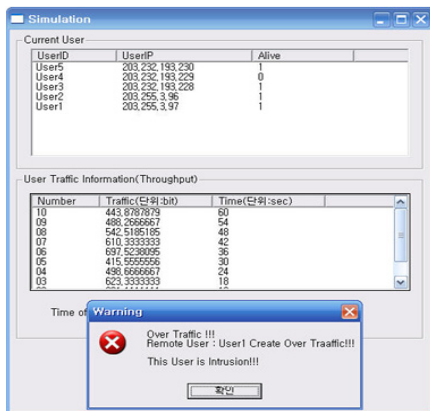 Simulation
Current User
UserID UserIP Alive
User5 203,232,193,230 1
User4 203,232,193,229 0
User3 203,232,193,228 1
User2 203,255,3,96 1
User1 203,255,3,97 1
User Traffic Information(Throughput)
Number Traffic(단위:bit) Time(단위:sec)
10 443,8787879 60
09 488,2666667 54
08 542,5185185 48
07 610,3333333 42
06 697,5238095 36
05 415,5555556 30
04 498,6666667 24
03 623,3333333 18
Time of
Warning
Over Traffic !!!
Remote User : User1 Create Over Traaffic!!!
This User is Intrusion!!!
확인